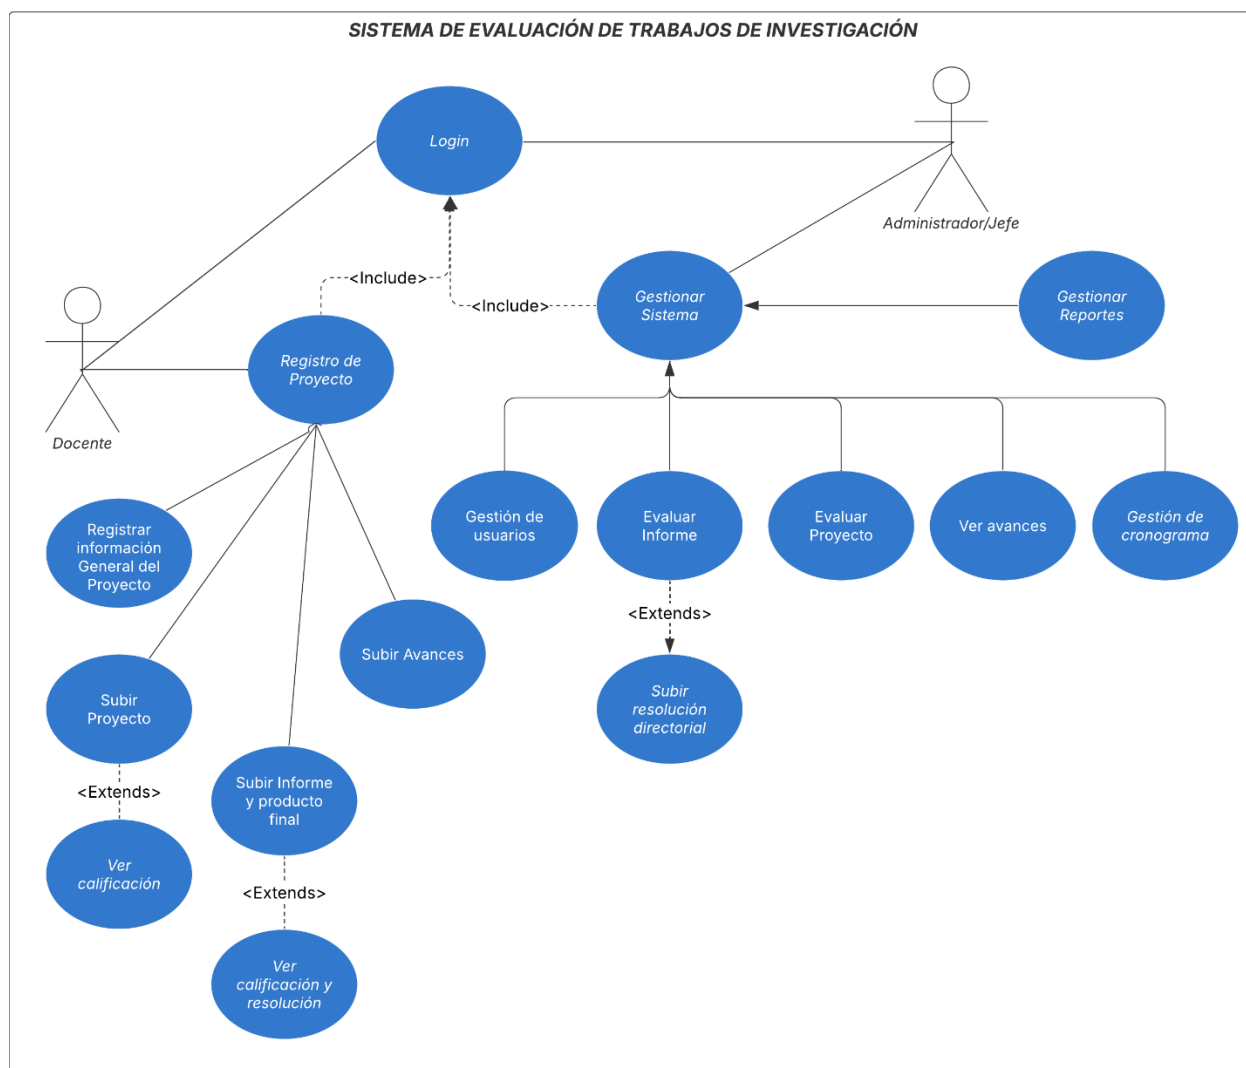 SISTEMA DE EVALUACIÓN DE TRABAJOS DE INVESTIGACIÓN
Login
Administrador/Jefe
<Include>
<Include>
Gestionar
Sistema
Gestionar
Reportes
Registro de
Proyecto
Docente
Registrar
información
General del
Proyecto
Gestión de
usuarios
Evaluar
Informe
Evaluar
Proyecto
Ver avances
Gestión de
cronograma
<Extends>
Subir Avances
Subir
Proyecto
Subir
resolución
directorial
<Extends>
Subir Informe
y producto
final
Ver
calificación
<Extends>
Ver
calificación y
resolución